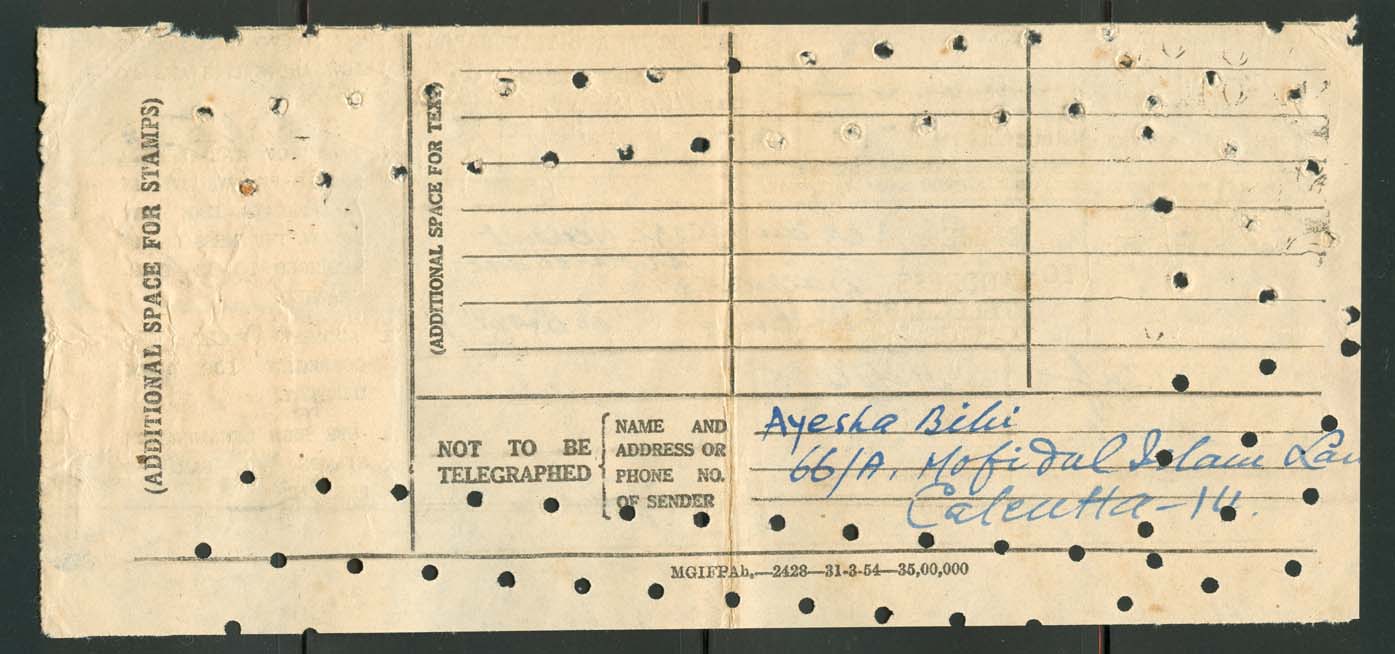 (ADDITIONAL SPACE FOR STAMPS)
(ADDITIONAL SPACE FOR TEXT)
NOT TO BE TELEGRAPHED
NAME AND
ADDRESS OR
PHONE NO.
OF SENDER
Ayesha Bibi
66/A, Mofidul Islam Lan
Calcutta-14.
MGIFPAh.—2428—31-3-54—35,00,000